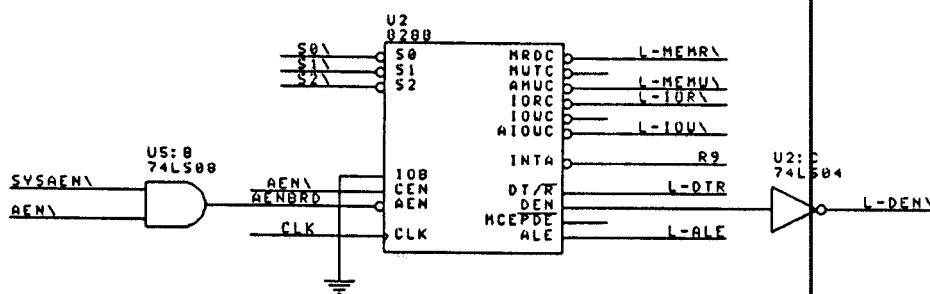 U2
8288
S0\ S0 MRDC L-MEMR\
S1\ S1 MWTC
S2\ S2 AMWC L-MEMW\
IORC L-IOR\
IOWC
AIOWC L-IOW\
U5:B
74LS08
INTA R9
U2:C
74LS04
SYSAEN\ IOB
AEN\ CEN DT/R L-DTR
AEN\ AENBRD AEN DEN L-DEN\
MCEPDE
CLK CLK ALE L-ALE